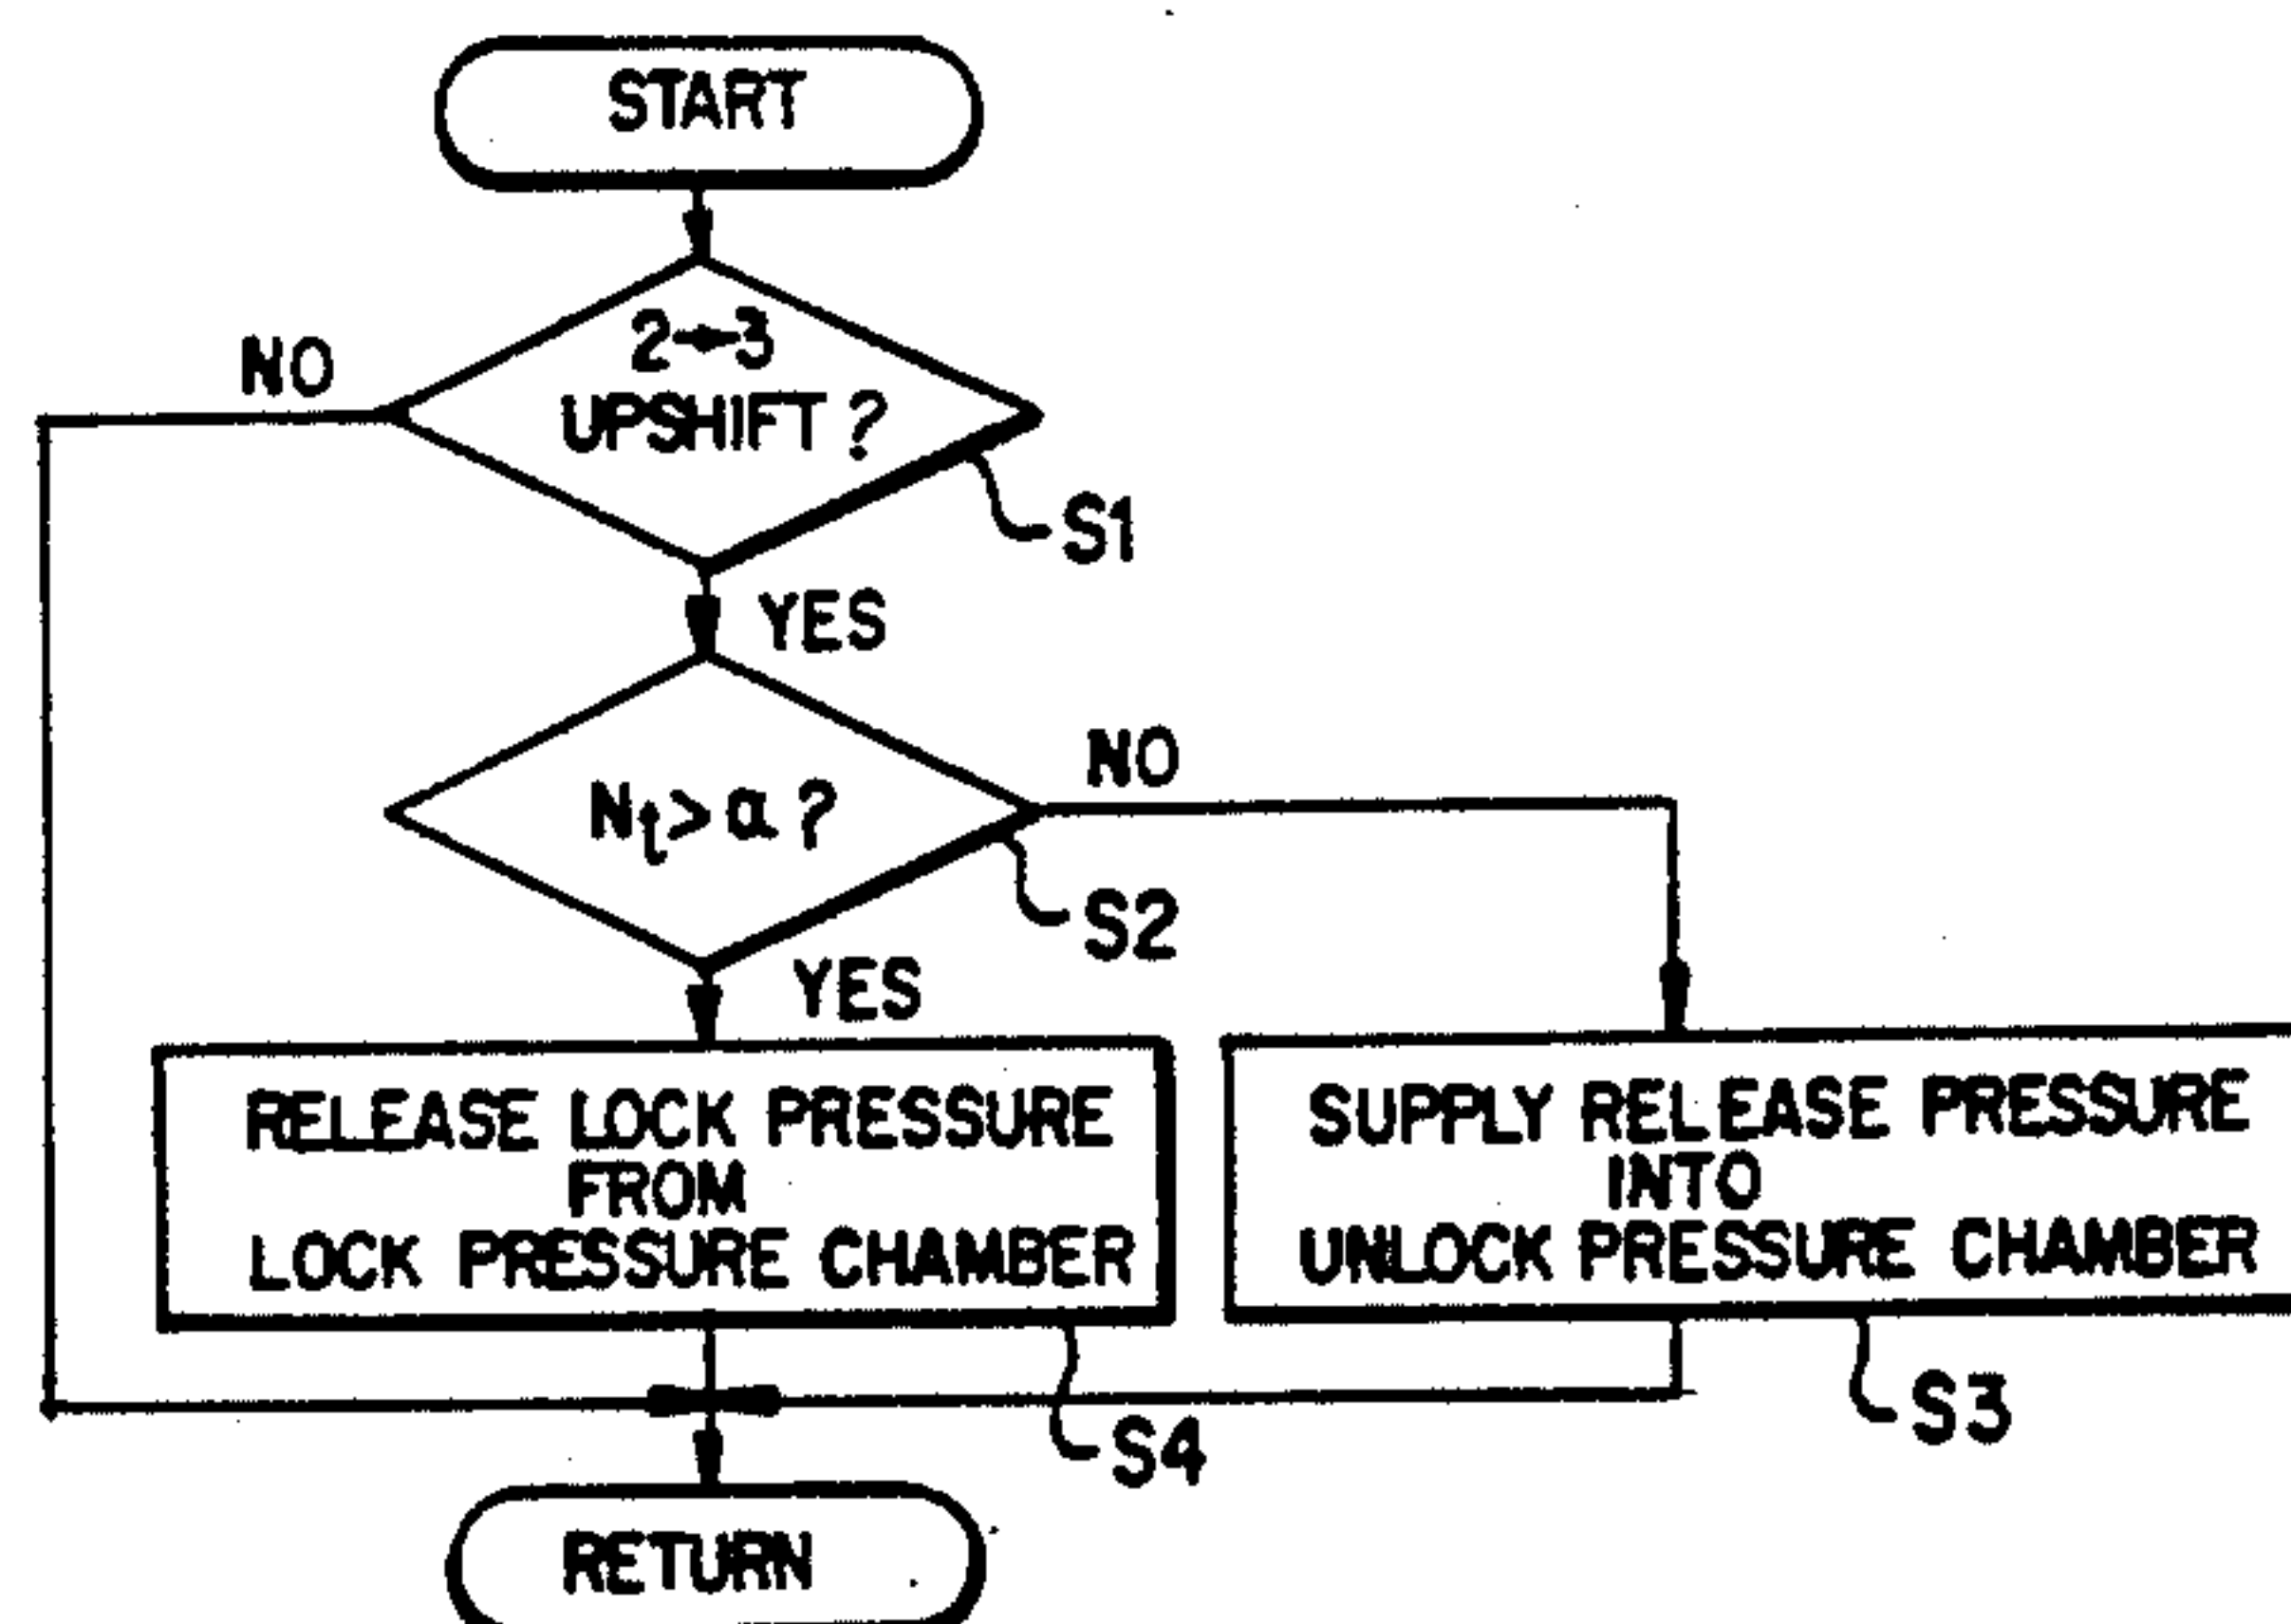 START
2→3
UPSHIFT ?
NO
S1
YES
Nt>α ?
NO
S2
YES
RELEASE LOCK PRESSURE
FROM
LOCK PRESSURE CHAMBER
SUPPLY RELEASE PRESSURE
INTO
UNLOCK PRESSURE CHAMBER
S3
S4
RETURN